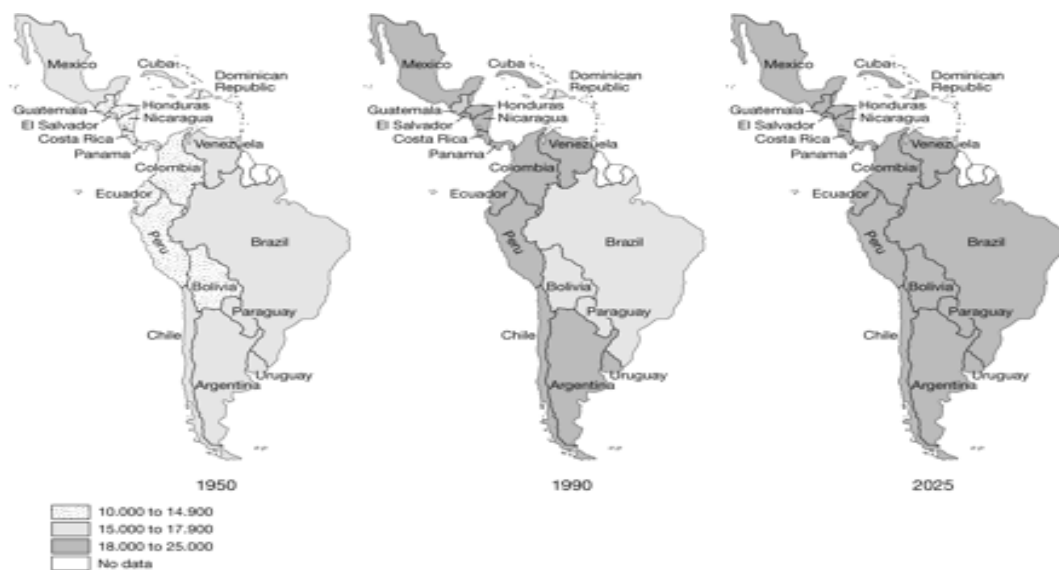 Mexico
Cuba
Dominican
Republic
Guatemala
Honduras
El Salvador
Nicaragua
Costa Rica
Panama
Venezuela
Colombia
Ecuador
Peru
Brazil
Bolivia
Paraguay
Chile
Uruguay
Argentina
1950
Mexico
Cuba
Dominican
Republic
Guatemala
Honduras
El Salvador
Nicaragua
Costa Rica
Panama
Venezuela
Colombia
Ecuador
Peru
Brazil
Bolivia
Paraguay
Chile
Uruguay
Argentina
1990
Mexico
Cuba
Dominican
Republic
Guatemala
Honduras
El Salvador
Nicaragua
Costa Rica
Panama
Venezuela
Colombia
Ecuador
Peru
Brazil
Bolivia
Paraguay
Chile
Uruguay
Argentina
2025
10.000 to 14.900
15.000 to 17.900
18.000 to 25.000
No data